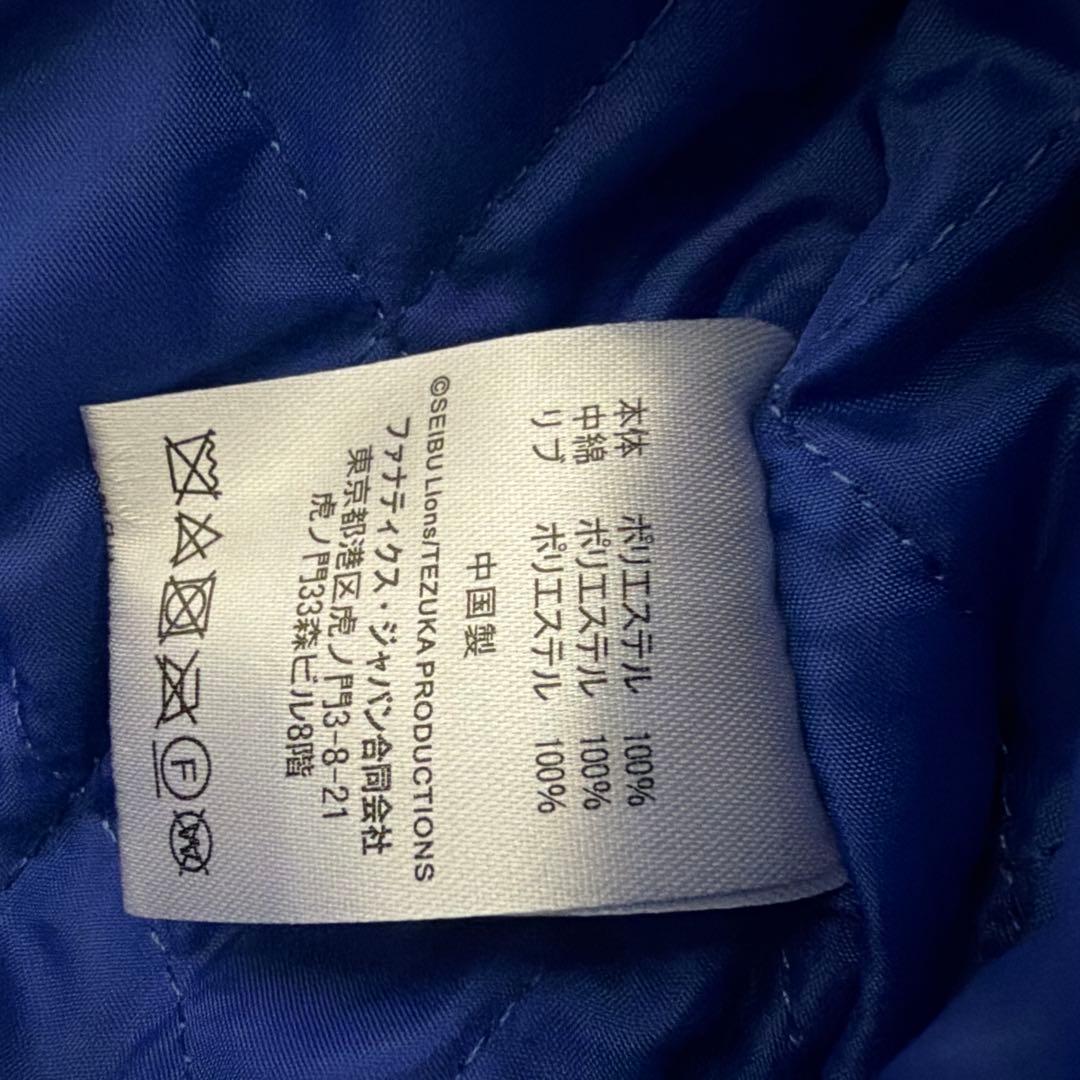 本体 ポリエステル 100%
中綿 ポリエステル 100%
リブ ポリエステル 100%
中国製
©SEIBU Lions/TEZUKA PRODUCTIONS
ファナティクス・ジャパン合同会社
東京都港区虎ノ門3-8-21
虎ノ門33森ビル8階
F
W